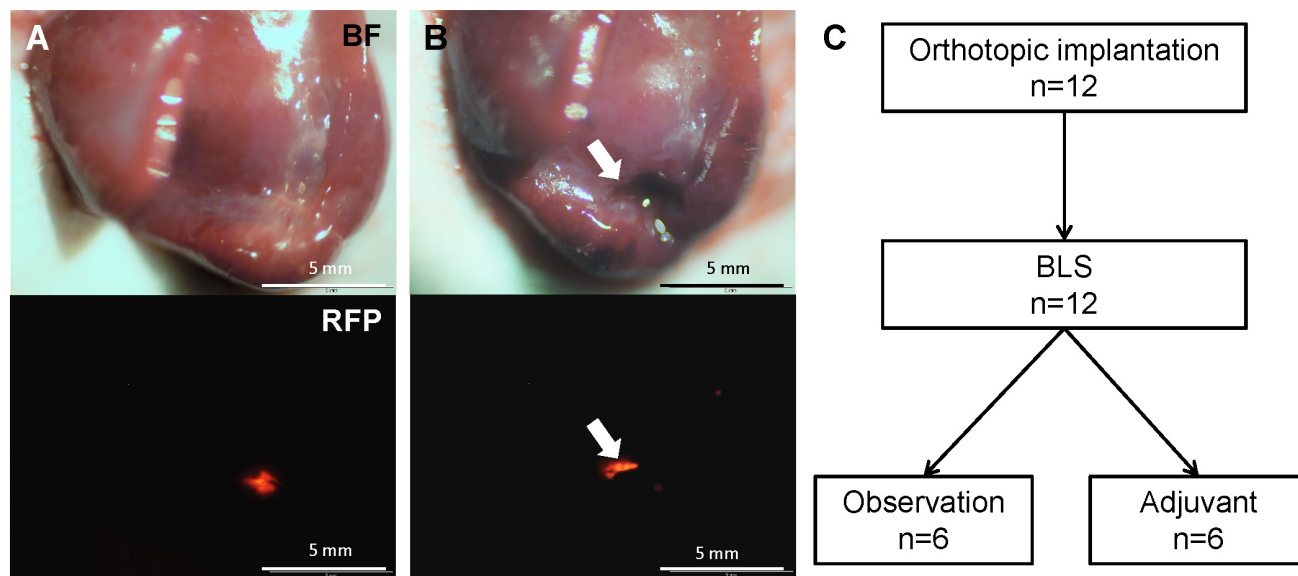 A
BF
5 mm
RFP
5 mm
B
5 mm
5 mm
C
Orthotopic implantation
n=12
BLS
n=12
Observation
n=6
Adjuvant
n=6